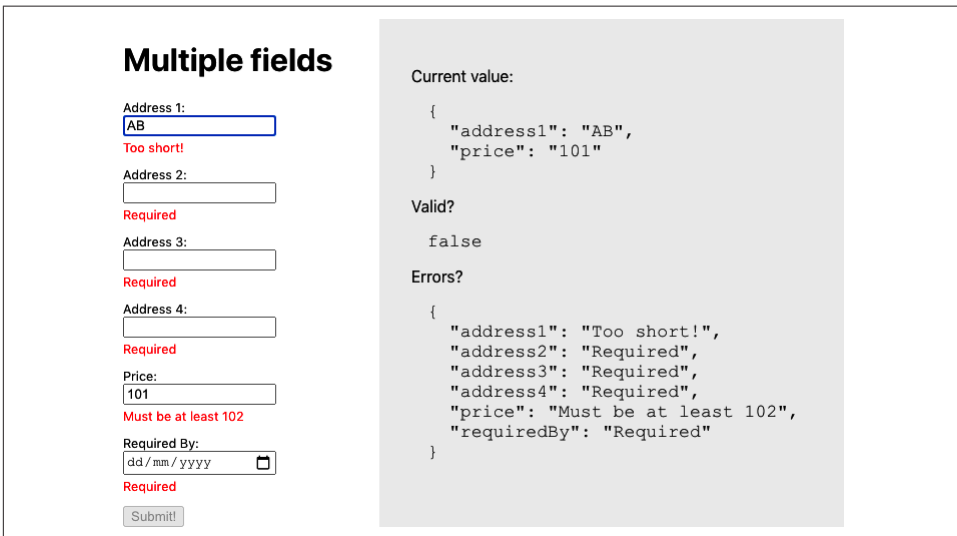 Multiple fields
Address 1:
AB
Too short!
Address 2:
Required
Address 3:
Required
Address 4:
Required
Price:
101
Must be at least 102
Required By:
dd/mm/yyyy
Required
Submit!
Current value:
{
"address1": "AB",
"price": "101"
}
Valid?
false
Errors?
{
"address1": "Too short!",
"address2": "Required",
"address3": "Required",
"address4": "Required",
"price": "Must be at least 102",
"requiredBy": "Required"
}